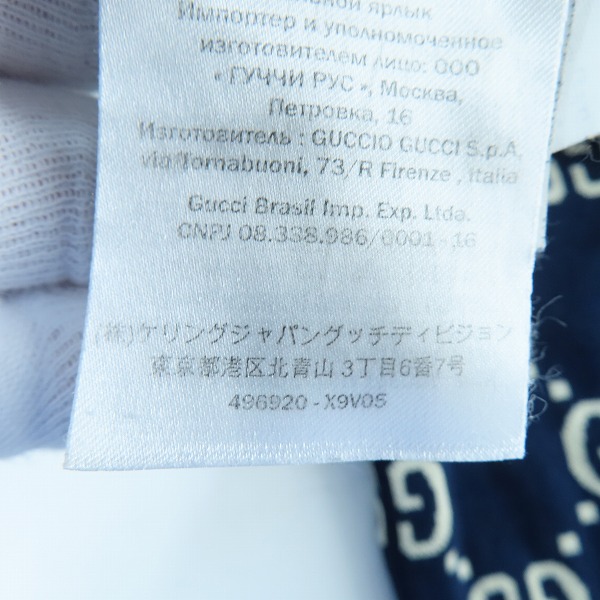 ярлык
Импортер и уполномоченное
изготовителем лицо: ООО
« ГУЧЧИ РУС », Москва,
Петровка, 16
Изготовитель : GUCCIO GUCCI S.p.A,
via Tornabuoni, 73/R Firenze , Italia
Gucci Brasil Imp. Exp. Ltda.
CNPJ 08.338.986/0001 - 16
(株)ケリングジャパングッチディビジョン
東京都港区北青山 3丁目6番7号
496920 - X9V05